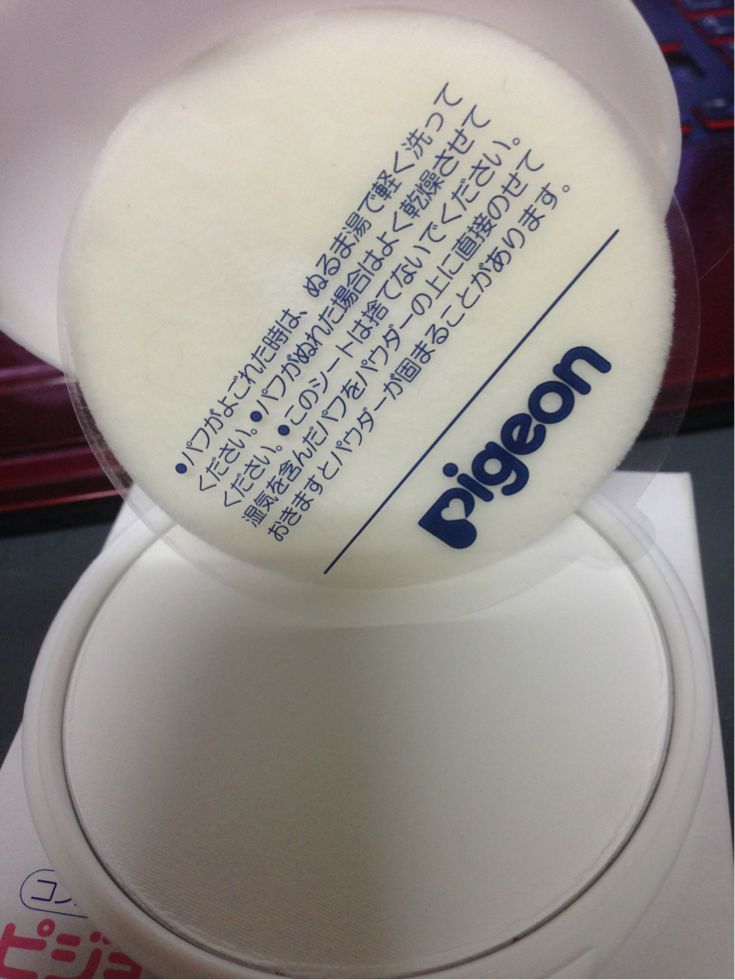 ●パフがよごれた時は、ぬるま湯で軽く洗って
ください。●パフがぬれた場合はよく乾燥させて
ください。●このシートは捨てないでください。
湿気を含んだパフをパウダーの上に直接のせて
おきますとパウダーが固まることがあります。
Pigeon
コン
ピジ